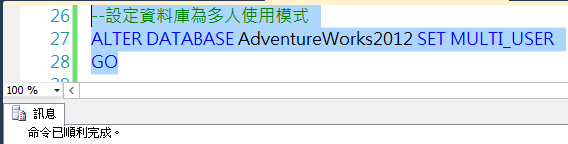 26 --設定資料庫為多人使用模式
27 ALTER DATABASE AdventureWorks2012 SET MULTI_USER
28 GO
100 %
訊息
命令已順利完成。